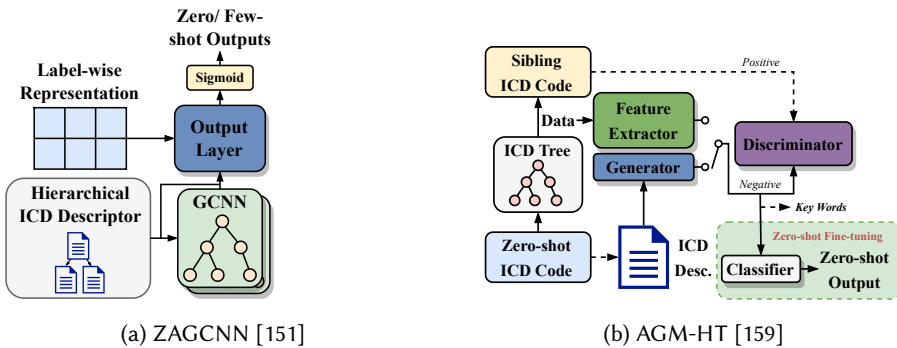 Zero/ Few-
shot Outputs
Sigmoid
Label-wise
Representation
Output
Layer
Hierarchical
ICD Descriptor
GCNN
(a) ZAGCNN [151]
Sibling
ICD Code
Positive
Data
Feature
Extractor
ICD Tree
Generator
Discriminator
Negative
Key Words
Zero-shot
ICD Code
ICD
Desc.
Zero-shot Fine-tuning
Classifier
Zero-shot
Output
(b) AGM-HT [159]